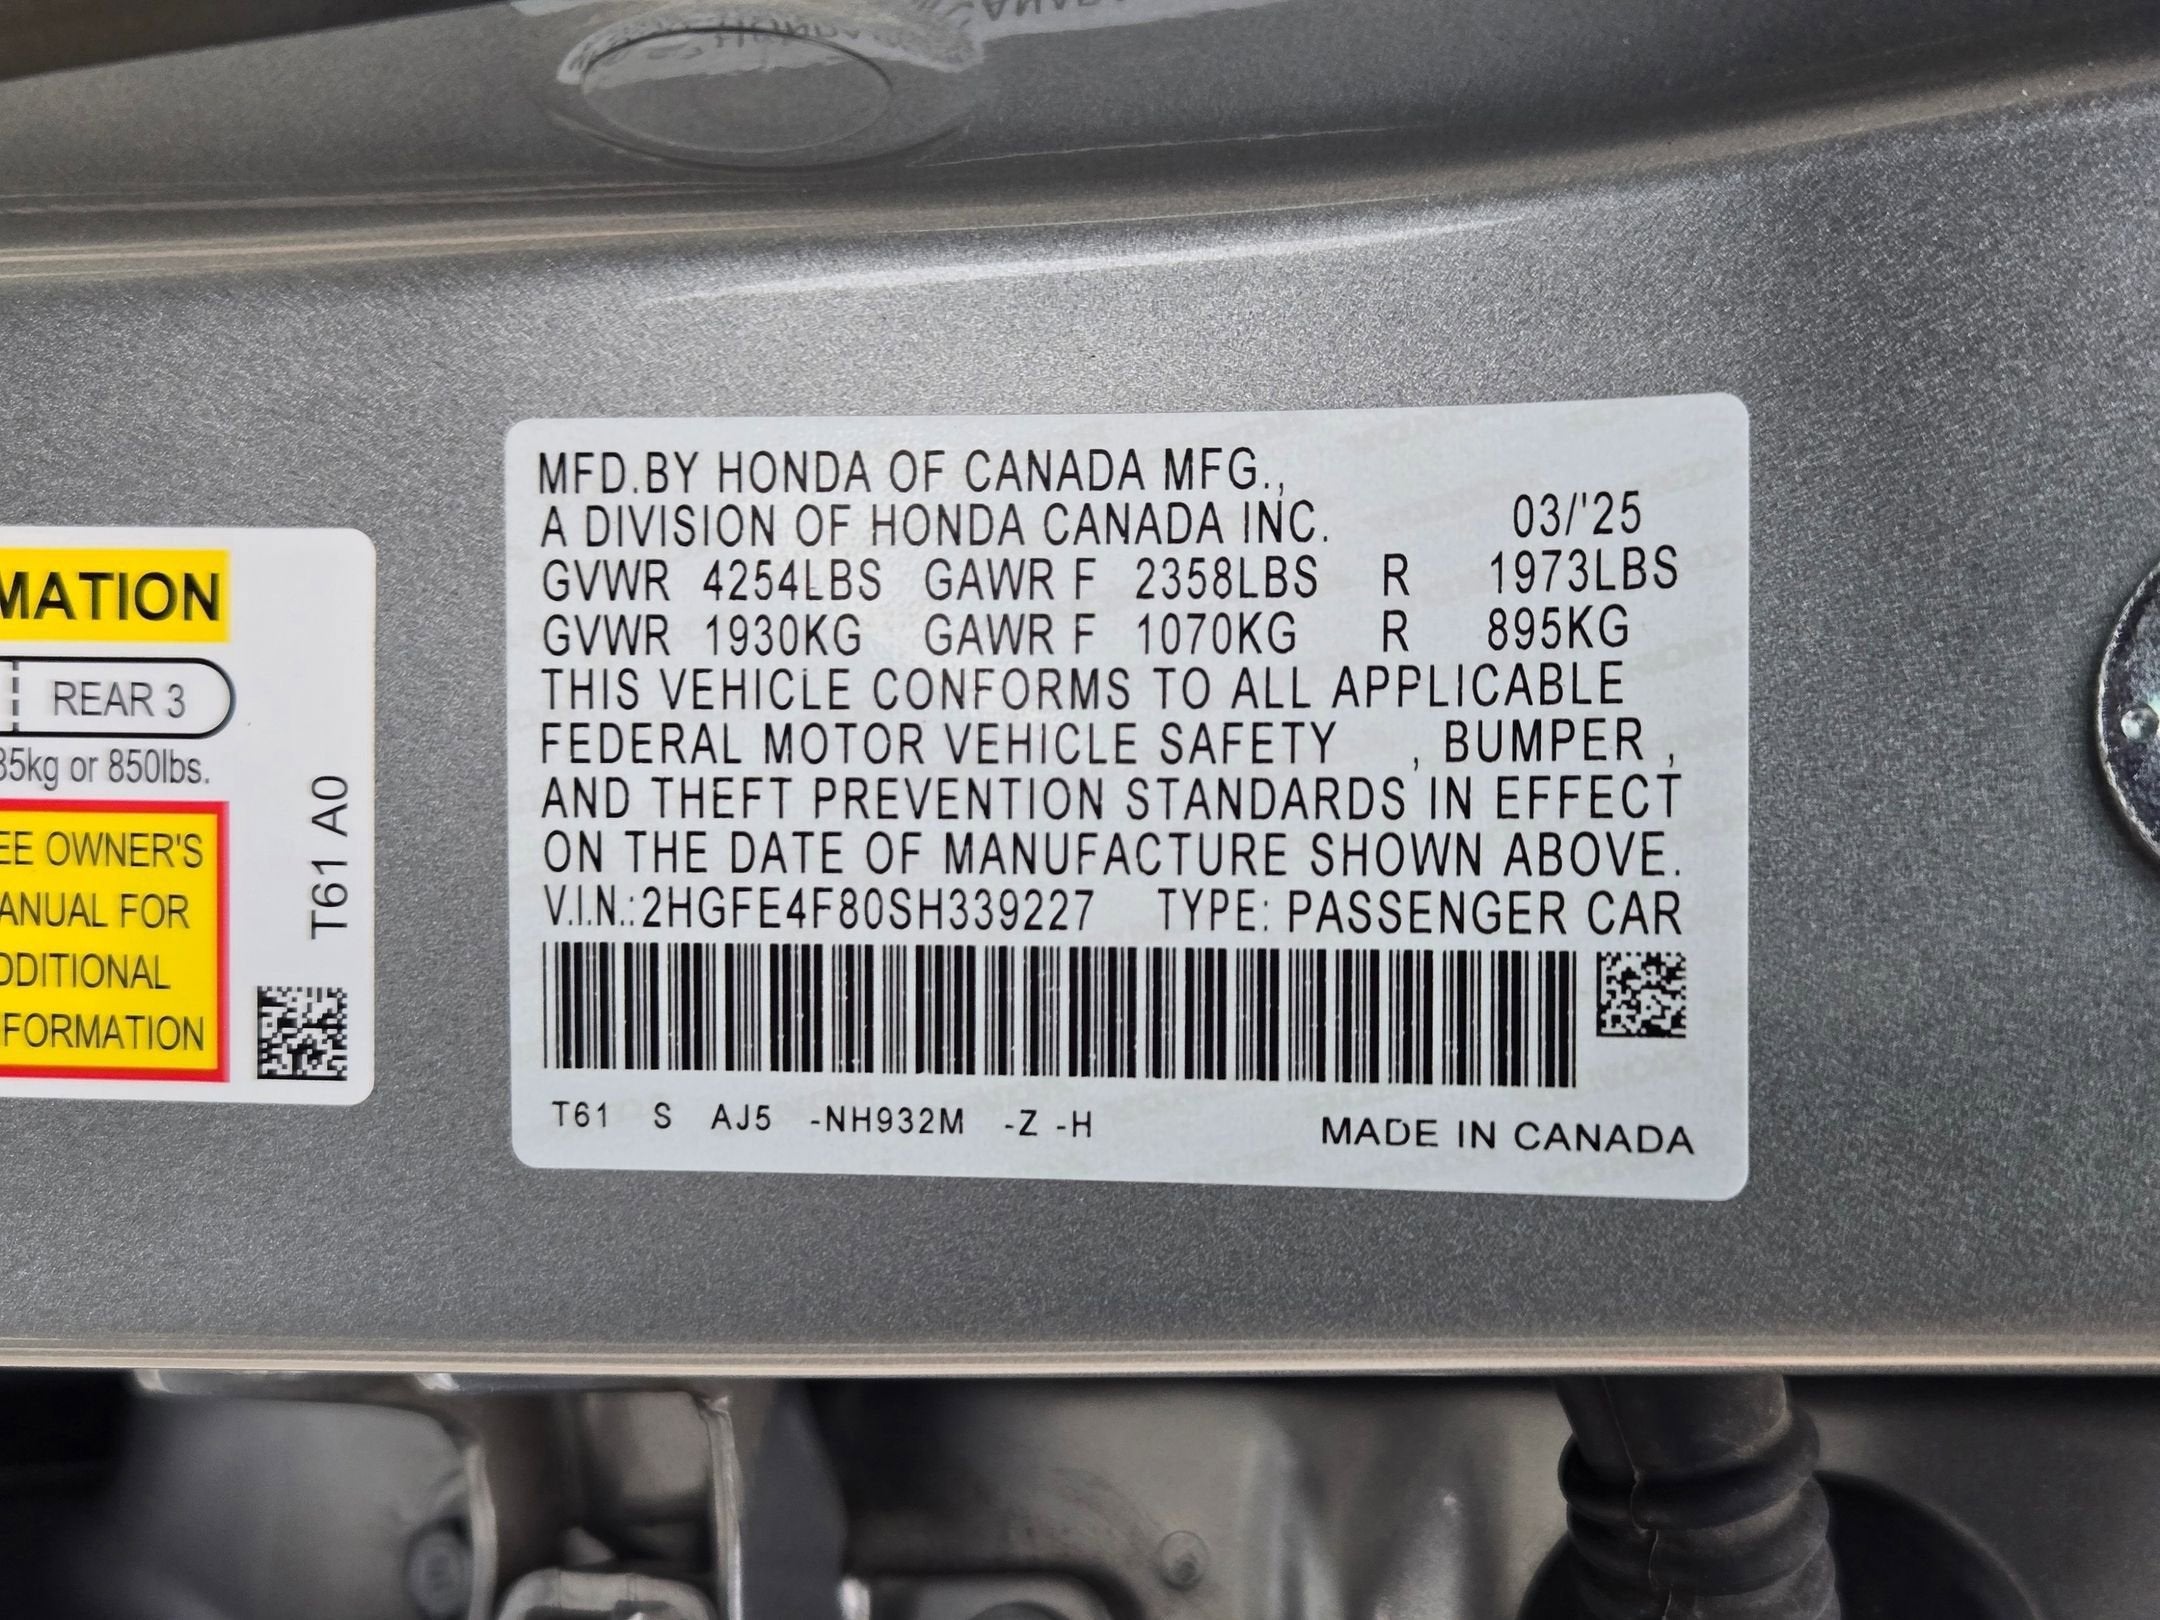 MATION
REAR 3
85kg or 850lbs.
EE OWNER'S
ANUAL FOR
DDITIONAL
FORMATION
T61 A0
MFD.BY HONDA OF CANADA MFG.,
A DIVISION OF HONDA CANADA INC. 03/'25
GVWR 4254LBS GAWR F 2358LBS R 1973LBS
GVWR 1930KG GAWR F 1070KG R 895KG
THIS VEHICLE CONFORMS TO ALL APPLICABLE
FEDERAL MOTOR VEHICLE SAFETY , BUMPER ,
AND THEFT PREVENTION STANDARDS IN EFFECT
ON THE DATE OF MANUFACTURE SHOWN ABOVE.
V.I.N.:2HGFE4F80SH339227 TYPE: PASSENGER CAR
T61 S AJ5 -NH932M -Z -H MADE IN CANADA